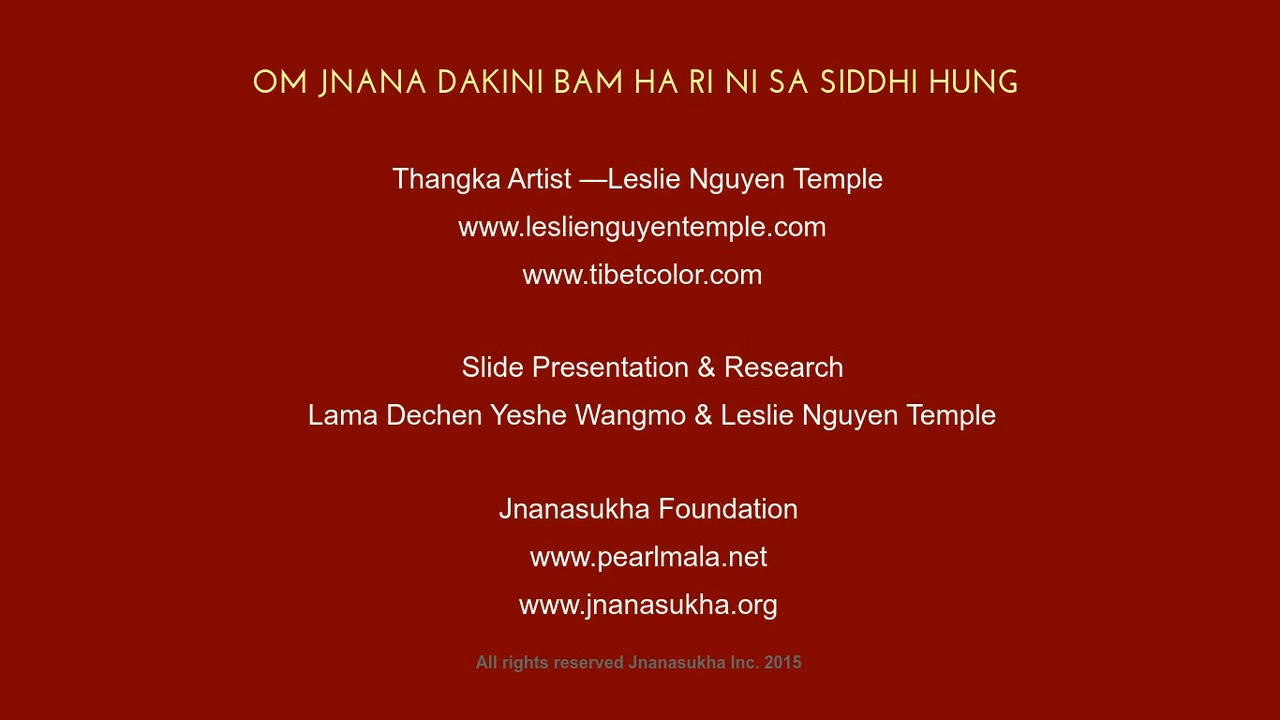 OM JNANA DAKINI BAM HA RI NI SA SIDDHI HUNG
Thangka Artist —Leslie Nguyen Temple
www.leslienguyentemple.com
www.tibetcolor.com
Slide Presentation & Research
Lama Dechen Yeshe Wangmo & Leslie Nguyen Temple
Jnanasukha Foundation
www.pearlmala.net
www.jnanasukha.org
All rights reserved Jnanasukha Inc. 2015